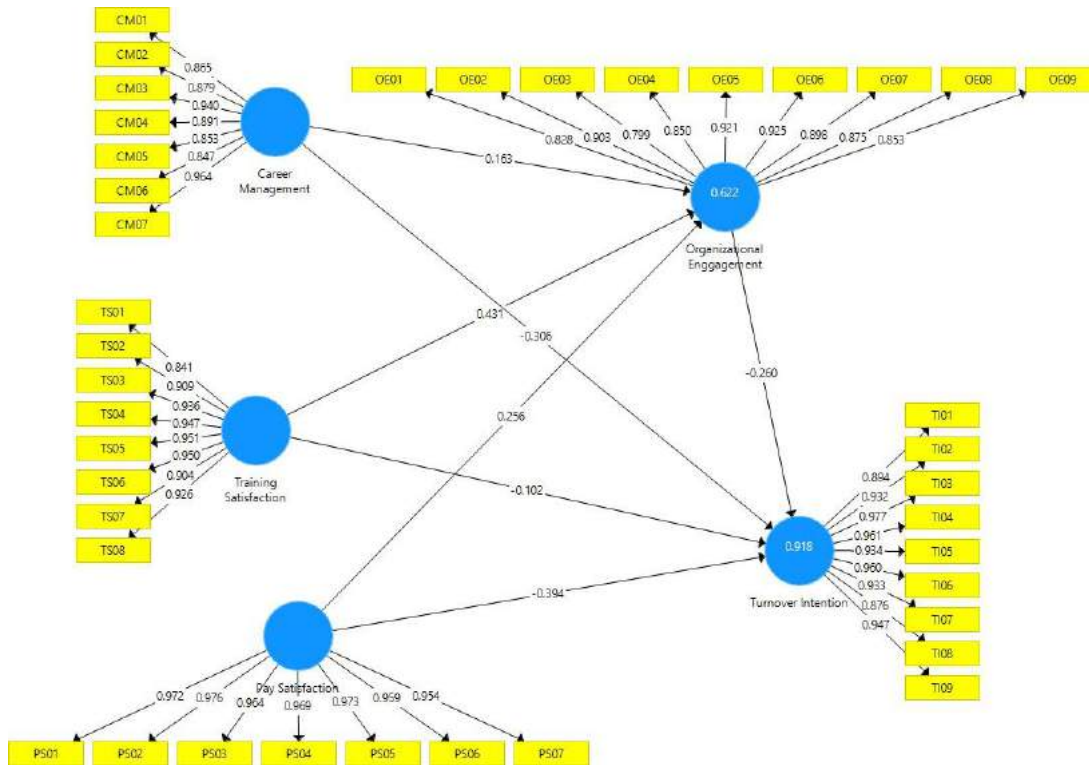 CM01
CM02
CM03
CM04
CM05
CM06
CM07
0.865
0.879
0.940
0.891
0.853
0.847
0.964
Career
Management
OE01 OE02 OE03 OE04 OE05 OE06 OE07 OE08 OE09
0.828
0.903
0.799
0.850
0.921
0.925
0.898
0.875
0.853
0.622
Organizational
Enggagement
0.163
0.431
-0.306
0.256
-0.260
-0.102
-0.394
TS01
TS02
TS03
TS04
TS05
TS06
TS07
TS08
0.841
0.909
0.936
0.947
0.951
0.950
0.904
0.926
Training
Satisfaction
TI01
TI02
TI03
TI04
TI05
TI06
TI07
TI08
TI09
0.894
0.932
0.977
0.961
0.934
0.960
0.933
0.876
0.947
0.918
Turnover Intention
Pay Satisfaction
0.972
0.976
0.964
0.969
0.973
0.959
0.954
PS01 PS02 PS03 PS04 PS05 PS06 PS07